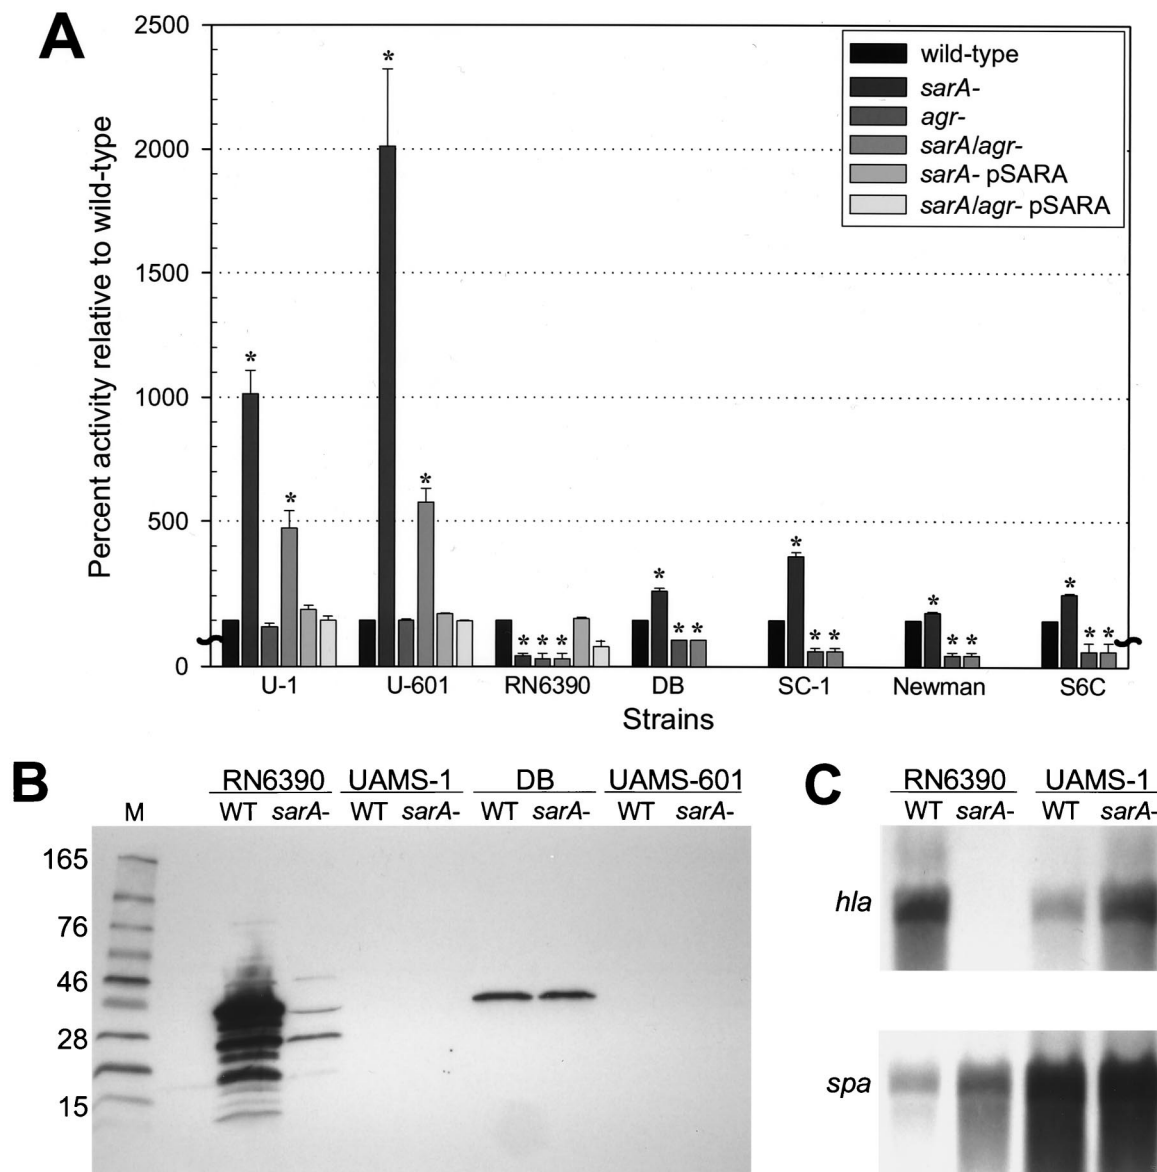 A
Percent activity relative to wild-type
2500
2000
1500
1000
500
0
wild-type
sarA-
agr-
sarA/agr-
sarA- pSARA
sarA/agr- pSARA
*
*
*
*
* * *
*
* *
*
* *
*
* *
*
* *
U-1 U-601 RN6390 DB SC-1 Newman S6C
Strains
B
RN6390 UAMS-1 DB UAMS-601
M WT sarA- WT sarA- WT sarA- WT sarA-
165
76
46
28
15
C
RN6390 UAMS-1
WT sarA- WT sarA-
hla
spa